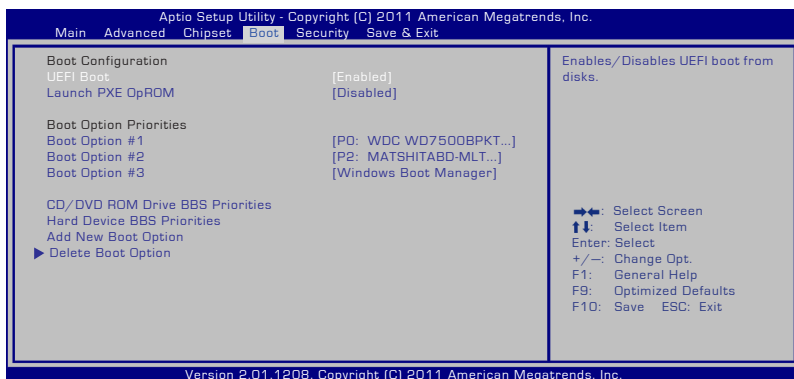 Aptio Setup Utility - Copyright (C) 2011 American Megatrends, Inc.
Main Advanced Chipset Boot Security Save & Exit
Boot Configuration
UEFI Boot [Enabled]
Launch PXE OpROM [Disabled]
Boot Option Priorities
Boot Option #1 [P0: WDC WD7500BPKT...]
Boot Option #2 [P2: MATSHITABD-MLT...]
Boot Option #3 [Windows Boot Manager]
CD/DVD ROM Drive BBS Priorities
Hard Device BBS Priorities
Add New Boot Option
Delete Boot Option
Enables/Disables UEFI boot from
disks.
→←: Select Screen
↑↓: Select Item
Enter: Select
+/—: Change Opt.
F1: General Help
F9: Optimized Defaults
F10: Save ESC: Exit
Version 2.01.1208. Copyright (C) 2011 American Megatrends, Inc.